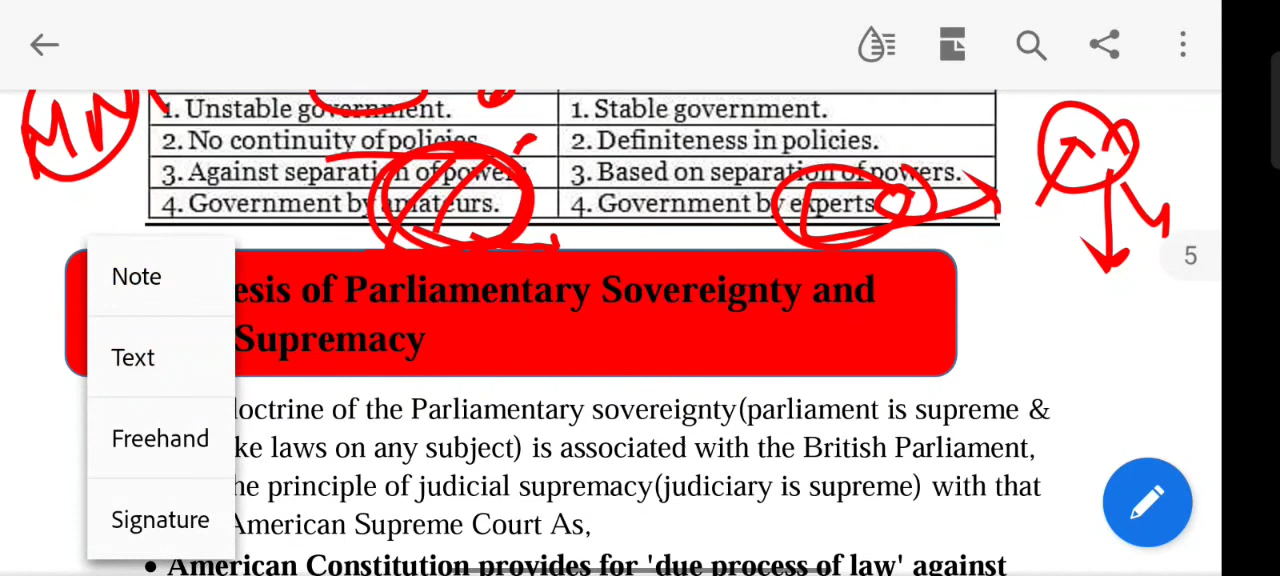 1. Unstable government. 1. Stable government.
2. No continuity of policies. 2. Definiteness in policies.
3. Against separation of powers. 3. Based on separation of powers.
4. Government by amateurs. 4. Government by experts
5
Note
Text
Freehand
Signature
esis of Parliamentary Sovereignty and
Supremacy
doctrine of the Parliamentary sovereignty(parliament is supreme &
ke laws on any subject) is associated with the British Parliament,
he principle of judicial supremacy(judiciary is supreme) with that
American Supreme Court As,
• American Constitution provides for 'due process of law' against